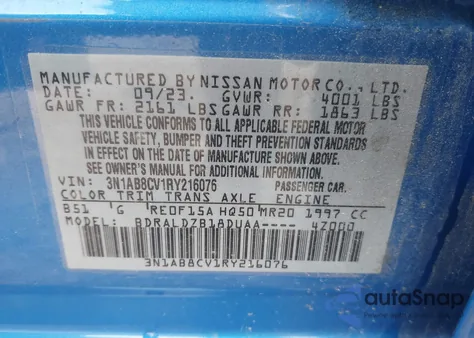 MANUFACTURED BY NISSAN MOTOR CO., LTD.
DATE: 09/23 GVWR: 4001 LBS
GAWR FR: 2161 LBS GAWR RR: 1863 LBS
THIS VEHICLE CONFORMS TO ALL APPLICABLE FEDERAL MOTOR
VEHICLE SAFETY, BUMPER AND THEFT PREVENTION STANDARDS
IN EFFECT ON THE DATE OF MANUFACTURE SHOWN ABOVE.
SEE OWNER'S MANUAL FOR ADDITIONAL INFORMATION.
VIN: 3N1AB8CV1RY216076 PASSENGER CAR
COLOR TRIM TRANS AXLE ENGINE
B51 G RE0F15A HQ50 MR20 1997 CC
MODEL: BDRALDZB18DUAA---- 4Z000
3N1AB8CV1RY216076
autoSnap